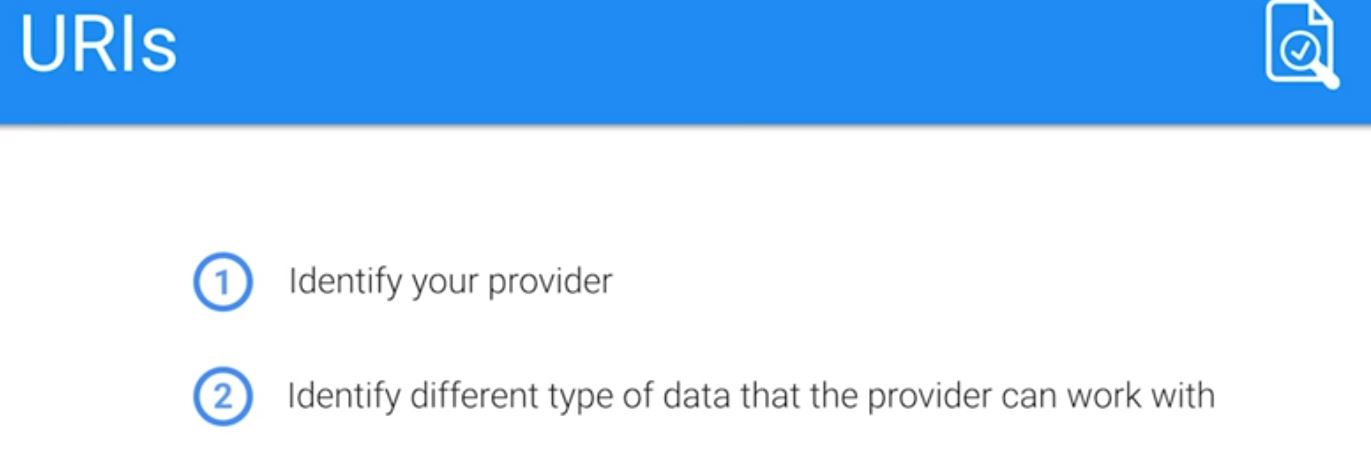 URIs
1 Identify your provider
2 Identify different type of data that the provider can work with